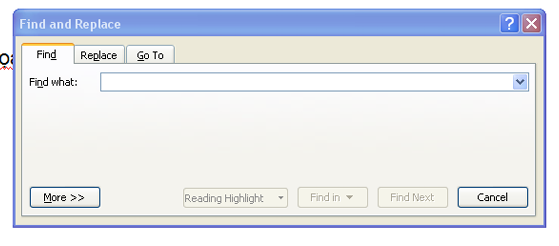 Find and Replace
Find Replace Go To
Find what:
More >> Reading Highlight Find in Find Next Cancel